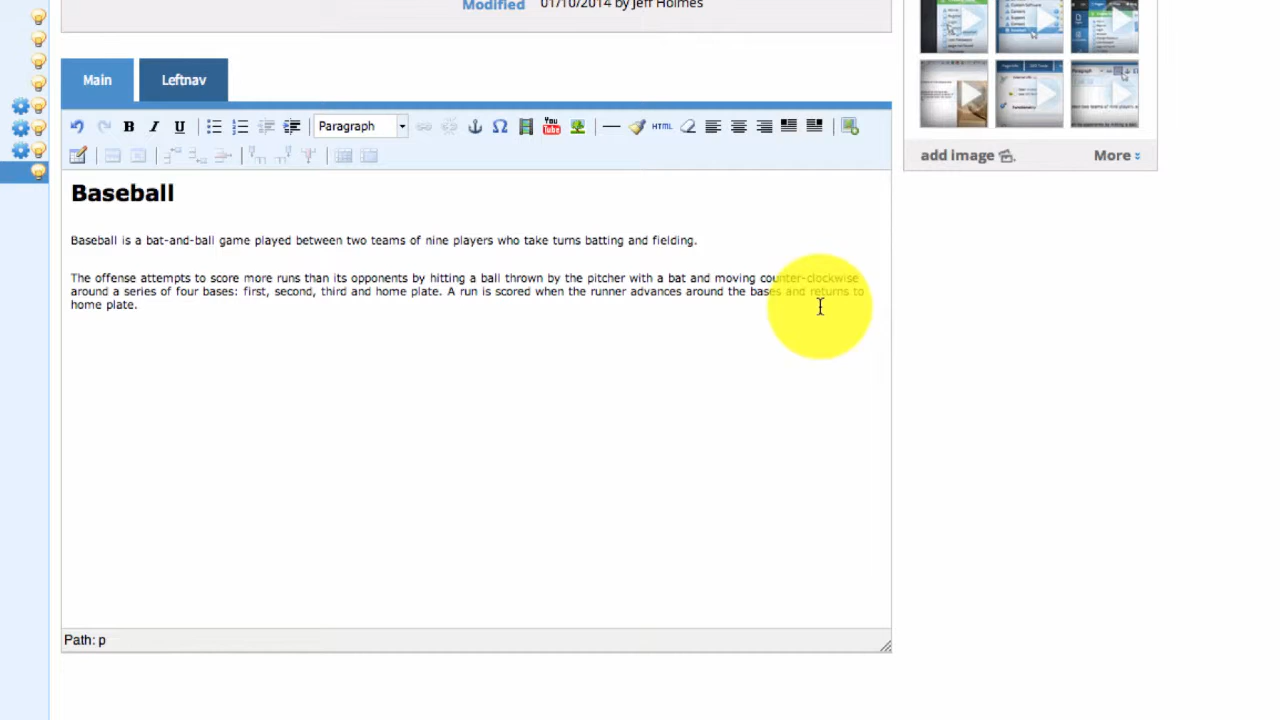 Modified 01/10/2014 by Jeff Holmes
Main Leftnav
Paragraph
You
Tube
HTML
add image
More
Baseball
Baseball is a bat-and-ball game played between two teams of nine players who take turns batting and fielding.
The offense attempts to score more runs than its opponents by hitting a ball thrown by the pitcher with a bat and moving counter-clockwise
around a series of four bases: first, second, third and home plate. A run is scored when the runner advances around the bases and returns to
home plate.
Path: p